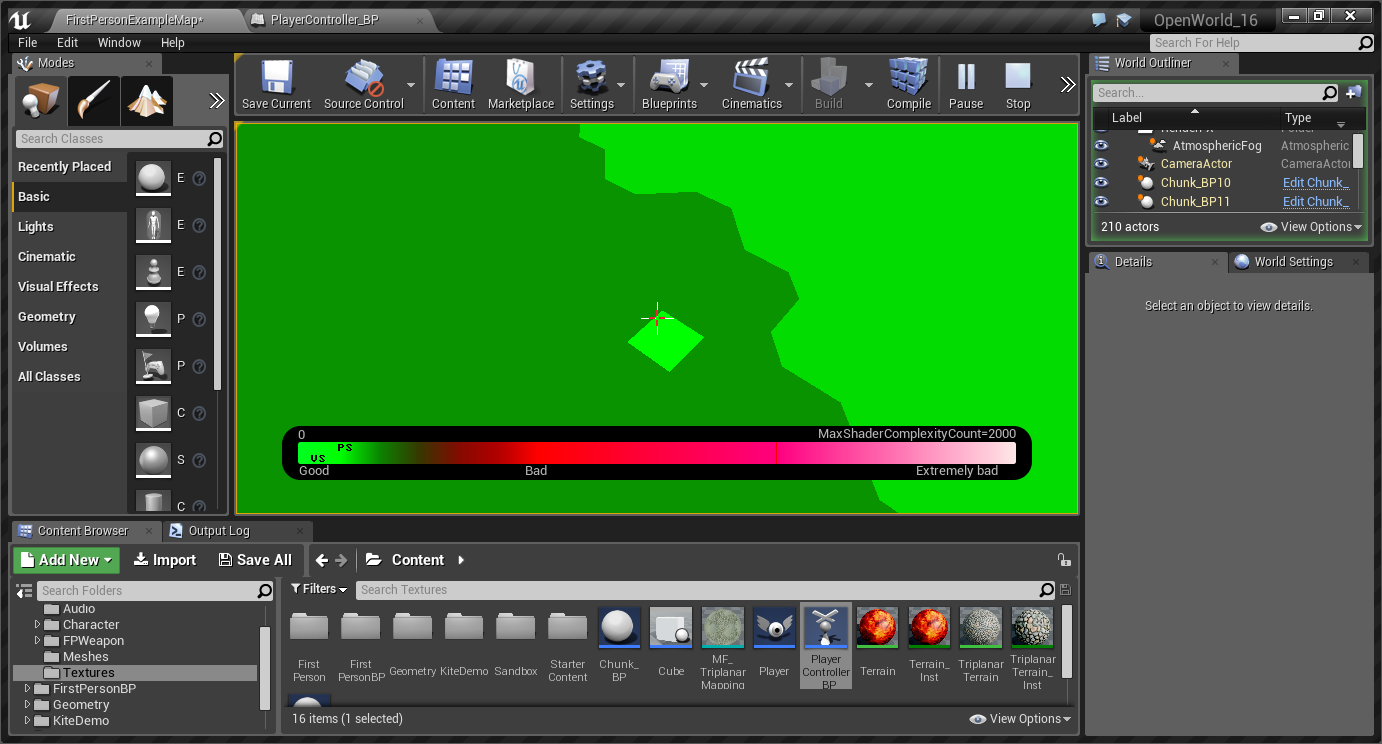 FirstPersonExampleMap*
PlayerController_BP
OpenWorld_16
File Edit Window Help
Search For Help
Modes
Search Classes
Recently Placed
Basic
Lights
Cinematic
Visual Effects
Geometry
Volumes
All Classes
E
E
E
P
P
C
S
C
Save Current
Source Control
Content
Marketplace
Settings
Blueprints
Cinematics
Build
Compile
Pause
Stop
0
MaxShaderComplexityCount=2000
PS
VS
Good
Bad
Extremely bad
World Outliner
Search...
Label
Type
AtmosphericFog
Atmospheric
CameraActor
CameraActor
Chunk_BP10
Edit Chunk_
Chunk_BP11
Edit Chunk_
210 actors
View Options
Details
World Settings
Select an object to view details.
Content Browser
Output Log
Add New
Import
Save All
Content
Search Folders
Audio
Character
FPWeapon
Meshes
Textures
FirstPersonBP
Geometry
KiteDemo
Filters
Search Textures
First
Person
First
PersonBP
Geometry
KiteDemo
Sandbox
Starter
Content
Chunk_
BP
Cube
MF_
Triplanar
Mapping
Player
Player
Controller_
BP
Terrain
Terrain_
Inst
Triplanar
Terrain
Triplanar
Terrain_
Inst
16 items (1 selected)
View Options